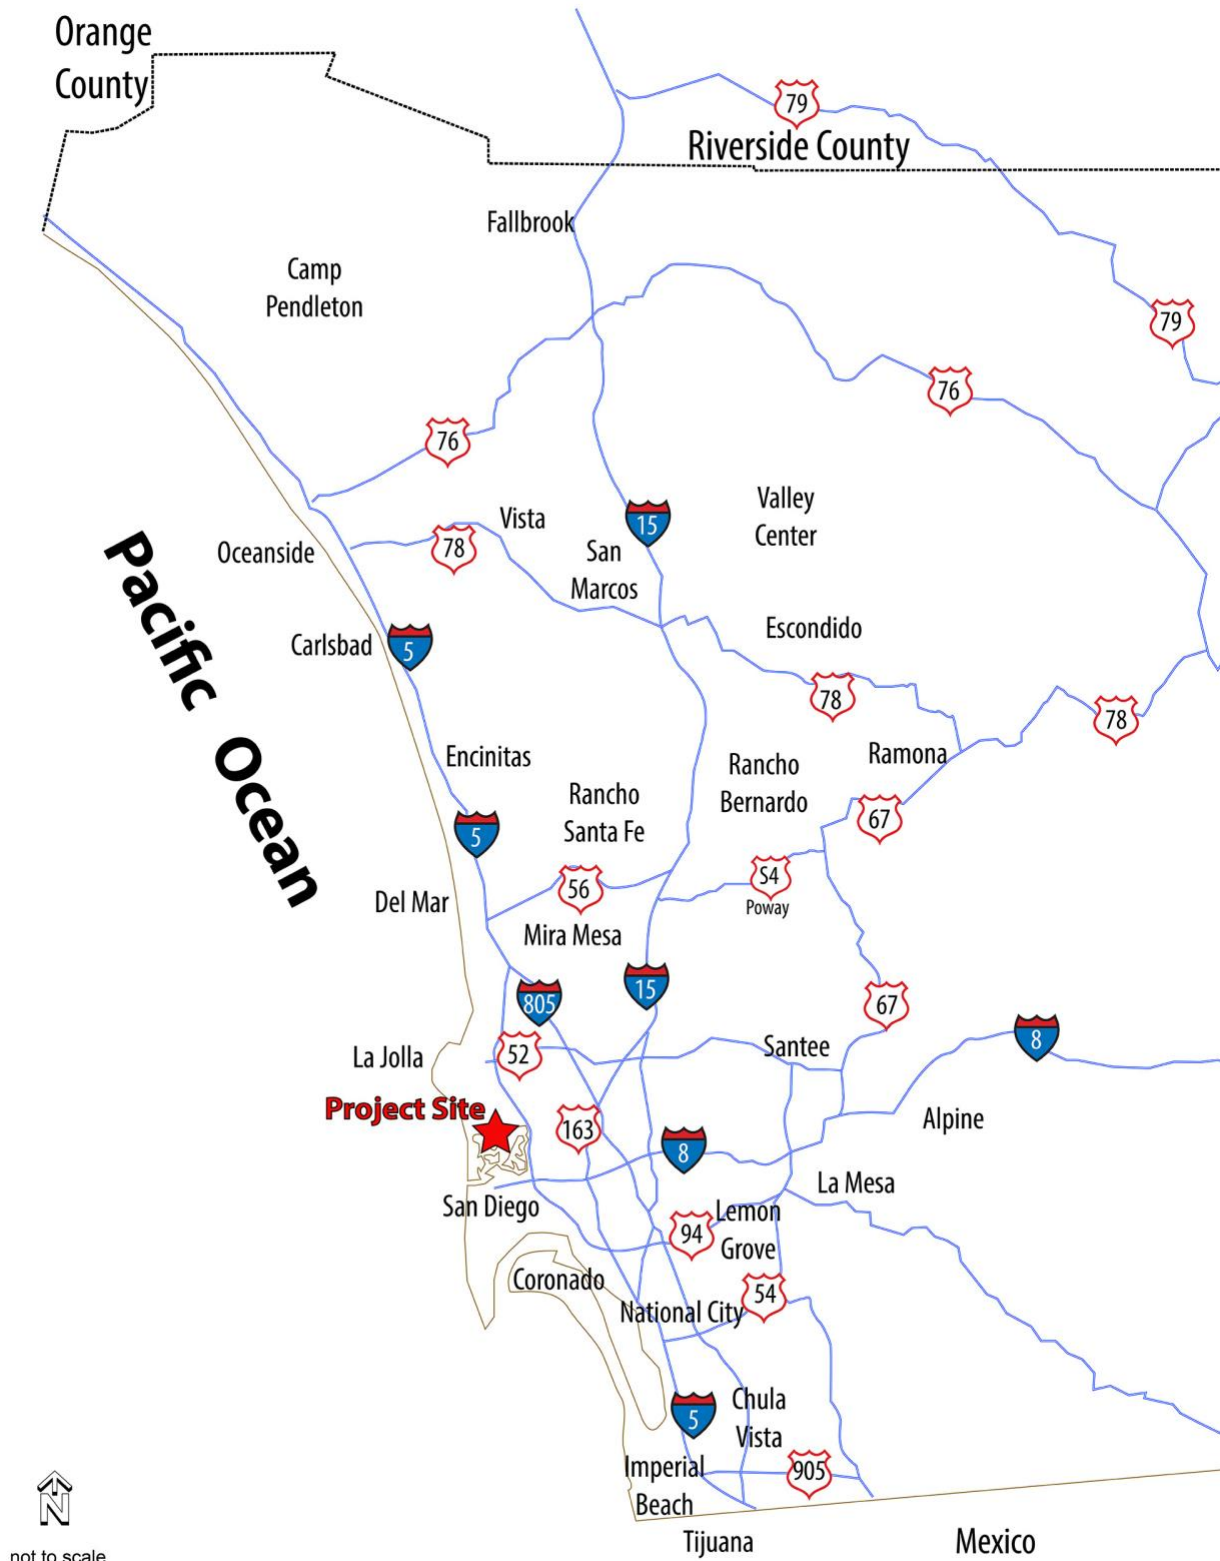 Orange
County
79
Riverside County
Fallbrook
Camp
Pendleton
79
76
76
Valley
Center
Vista
15
Oceanside
78
San
Marcos
Pacific Ocean
Escondido
Carlsbad
5
78
78
Encinitas
Ramona
Rancho
Bernardo
Rancho
Santa Fe
67
5
S4
Poway
56
Del Mar
Mira Mesa
15
805
67
8
La Jolla
52
Santee
Project Site
163
Alpine
8
La Mesa
San Diego
Lemon
Grove
94
Coronado
54
National City
Chula
Vista
5
Imperial
Beach
905
N
Tijuana
Mexico
not to scale